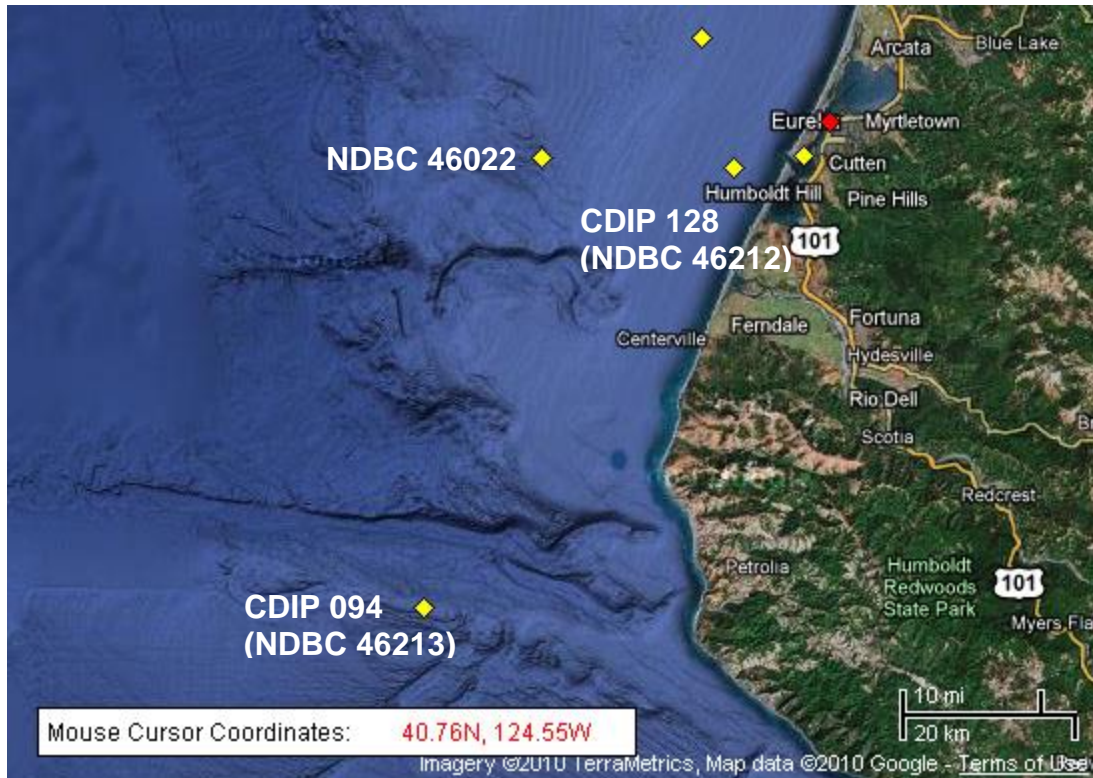 Arcata
Blue Lake
Eureka
Myrtletown
NDBC 46022
Cutten
Humboldt Hill
Pine Hills
CDIP 128
(NDBC 46212)
101
Ferndale
Fortuna
Centerville
Hydesville
Rio Dell
Scotia
Redcrest
Petrolia
Humboldt
Redwoods
State Park
101
Myers Fla
CDIP 094
(NDBC 46213)
10 mi
20 km
Mouse Cursor Coordinates: 40.76N, 124.55W
Imagery ©2010 TerraMetrics, Map data ©2010 Google - Terms of Use